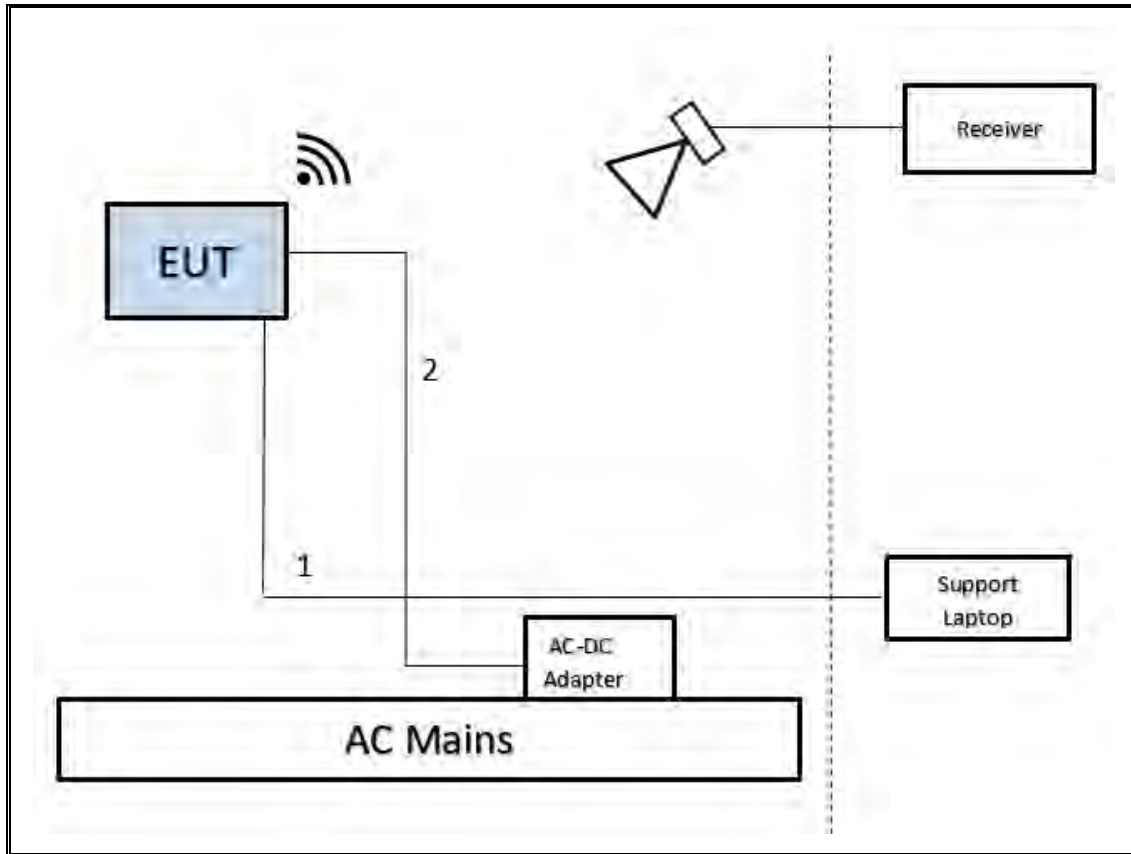 Receiver
EUT
2
1
Support
Laptop
AC-DC
Adapter
AC Mains